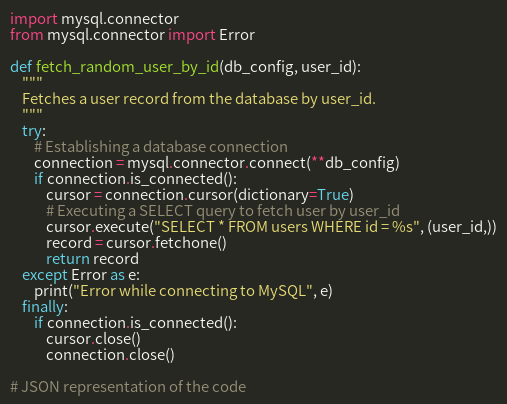 import mysql.connector
from mysql.connector import Error

def fetch_random_user_by_id(db_config, user_id):
    """
    Fetches a user record from the database by user_id.
    """
    try:
        # Establishing a database connection
        connection = mysql.connector.connect(**db_config)
        if connection.is_connected():
            cursor = connection.cursor(dictionary=True)
            # Executing a SELECT query to fetch user by user_id
            cursor.execute("SELECT * FROM users WHERE id = %s", (user_id,))
            record = cursor.fetchone()
            return record
    except Error as e:
        print("Error while connecting to MySQL", e)
    finally:
        if connection.is_connected():
            cursor.close()
            connection.close()

# JSON representation of the code